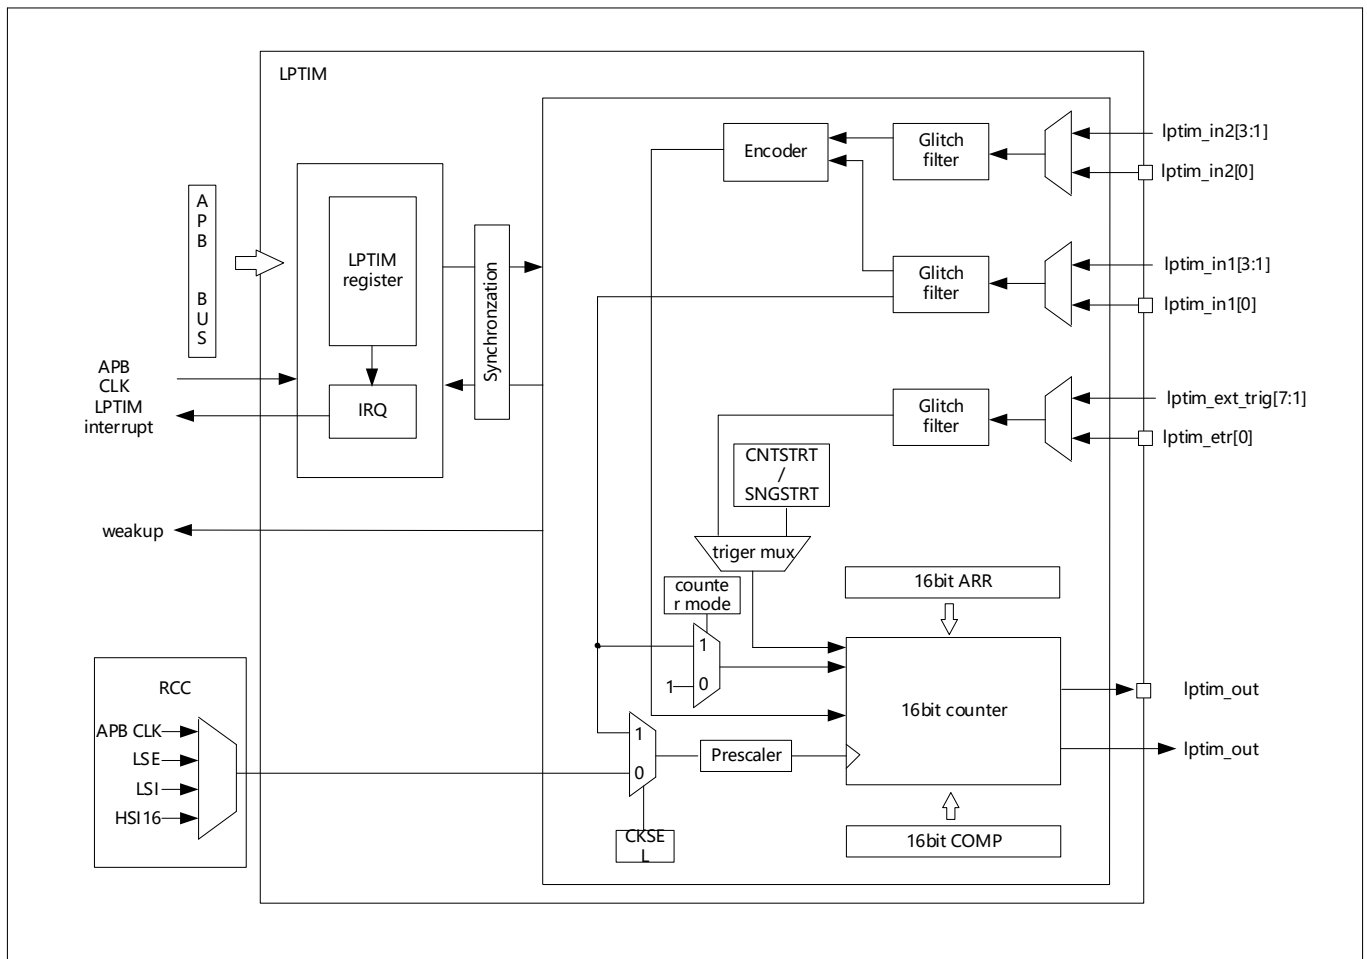 LPTIM
A
P
B
B
U
S
LPTIM
register
IRQ
Synchronzation
APB
CLK
LPTIM
interrupt
weakup
Encoder
Glitch
filter
lptim_in2[3:1]
lptim_in2[0]
Glitch
filter
lptim_in1[3:1]
lptim_in1[0]
Glitch
filter
lptim_ext_trig[7:1]
lptim_etr[0]
CNTSTRT
/
SNGSTRT
triger mux
counte
r mode
1
0
1
16bit ARR
16bit counter
16bit COMP
lptim_out
lptim_out
RCC
APB CLK
LSE
LSI
HSI16
1
0
Prescaler
CKSE
L